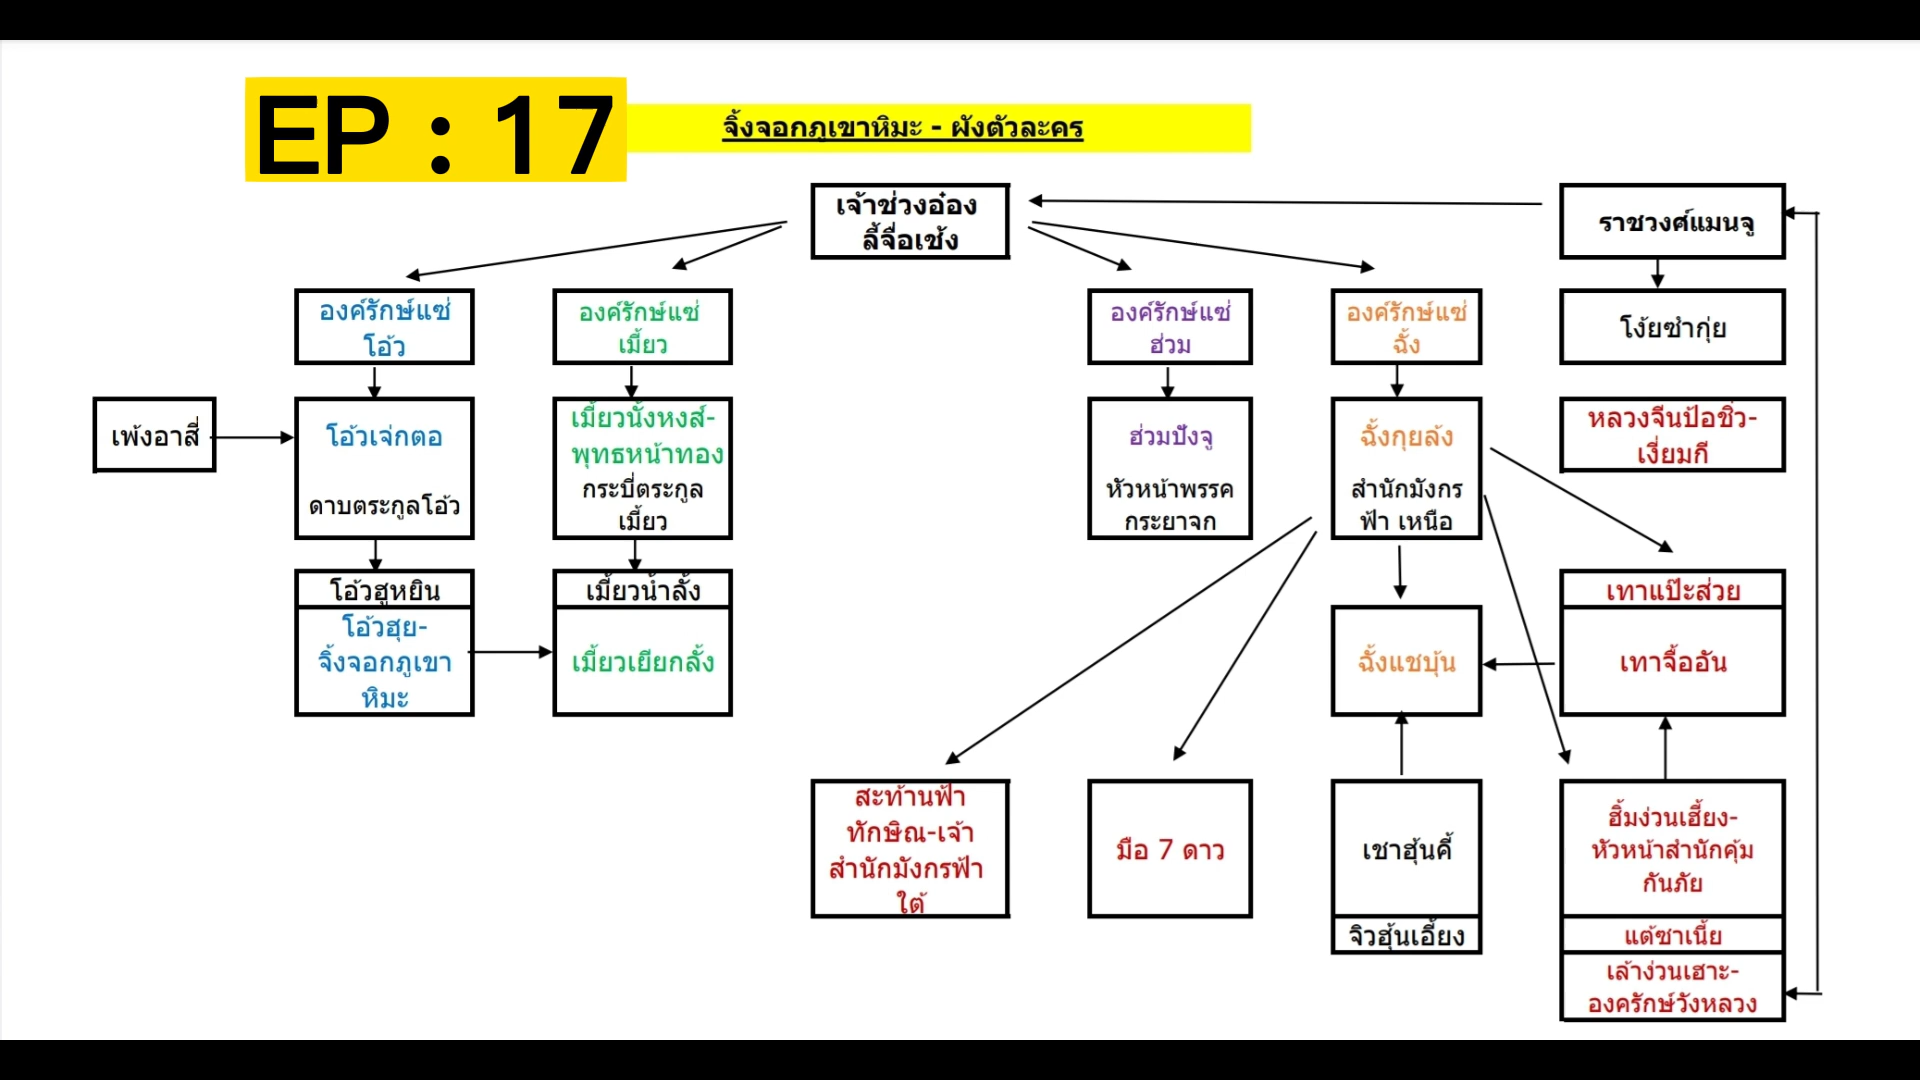 EP : 17
จิ้งจอกภูเขาหิมะ - ผังตัวละคร
เจ้าช่วงอ๋อง
ลี้จื่อเช้ง
ราชวงศ์แมนจู
องค์รักษ์แซ่
โอ้ว
องค์รักษ์แซ่
เมี้ยว
องค์รักษ์แซ่
ฮ่วม
องค์รักษ์แซ่
ฉั้ง
โง้ยซำกุ่ย
เพ้งอาสี่
โอ้วเจ่กตอ
ดาบตระกูลโอ้ว
เมี้ยวนั้งหงส์-
พุทธหน้าทอง
กระบี่ตระกูล
เมี้ยว
ฮ่วมปังจู
หัวหน้าพรรค
กระยาจก
ฉั้งกุยล้ง
สำนักมังกร
ฟ้า เหนือ
หลวงจีนป้อชิ่ว-
เงี่ยมกี
โอ้วฮูหยิน
โอ้วฮุย-
จิ้งจอกภูเขา
หิมะ
เมี้ยวน้ำลั้ง
เมี้ยวเยียกลั้ง
ฉั้งแชบุ้น
เทาแป๊ะส่วย
เทาจื้ออัน
สะท้านฟ้า
ทักษิณ-เจ้า
สำนักมังกรฟ้า
ใต้
มือ 7 ดาว
เชาฮุ้นคี้
จิวฮุ้นเอี้ยง
ฮิ้มง่วนเฮี้ยง-
หัวหน้าสำนักคุ้ม
กันภัย
แต้ซาเนี้ย
เล้าง่วนเฮาะ-
องครักษ์วังหลวง